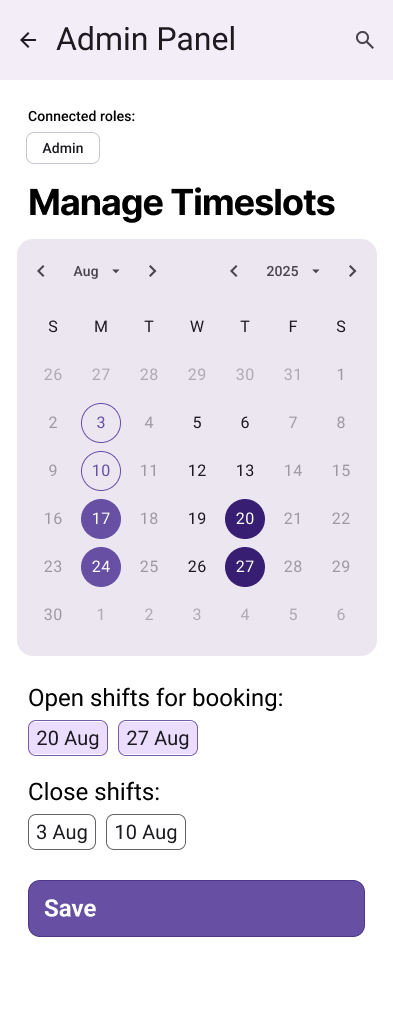 Admin Panel
Connected roles:
Admin
Manage Timeslots
Aug 2025
S M T W T F S
26 27 28 29 30 31 1
2 3 4 5 6 7 8
9 10 11 12 13 14 15
16 17 18 19 20 21 22
23 24 25 26 27 28 29
30 1 2 3 4 5 6
Open shifts for booking:
20 Aug 27 Aug
Close shifts:
3 Aug 10 Aug
Save